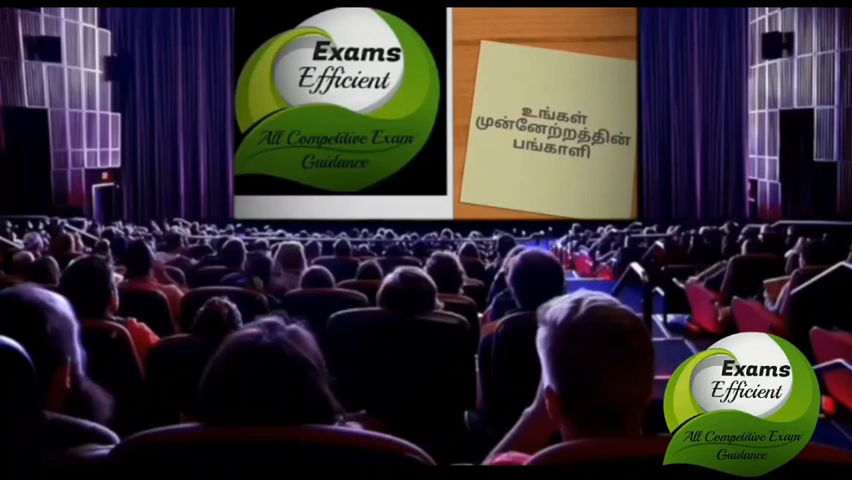 Exams
Efficient
All Competitive Exam
Guidance
உங்கள்
முன்னேற்றத்தின்
பங்காளி
Exams
Efficient
All Competitive Exam
Guidance